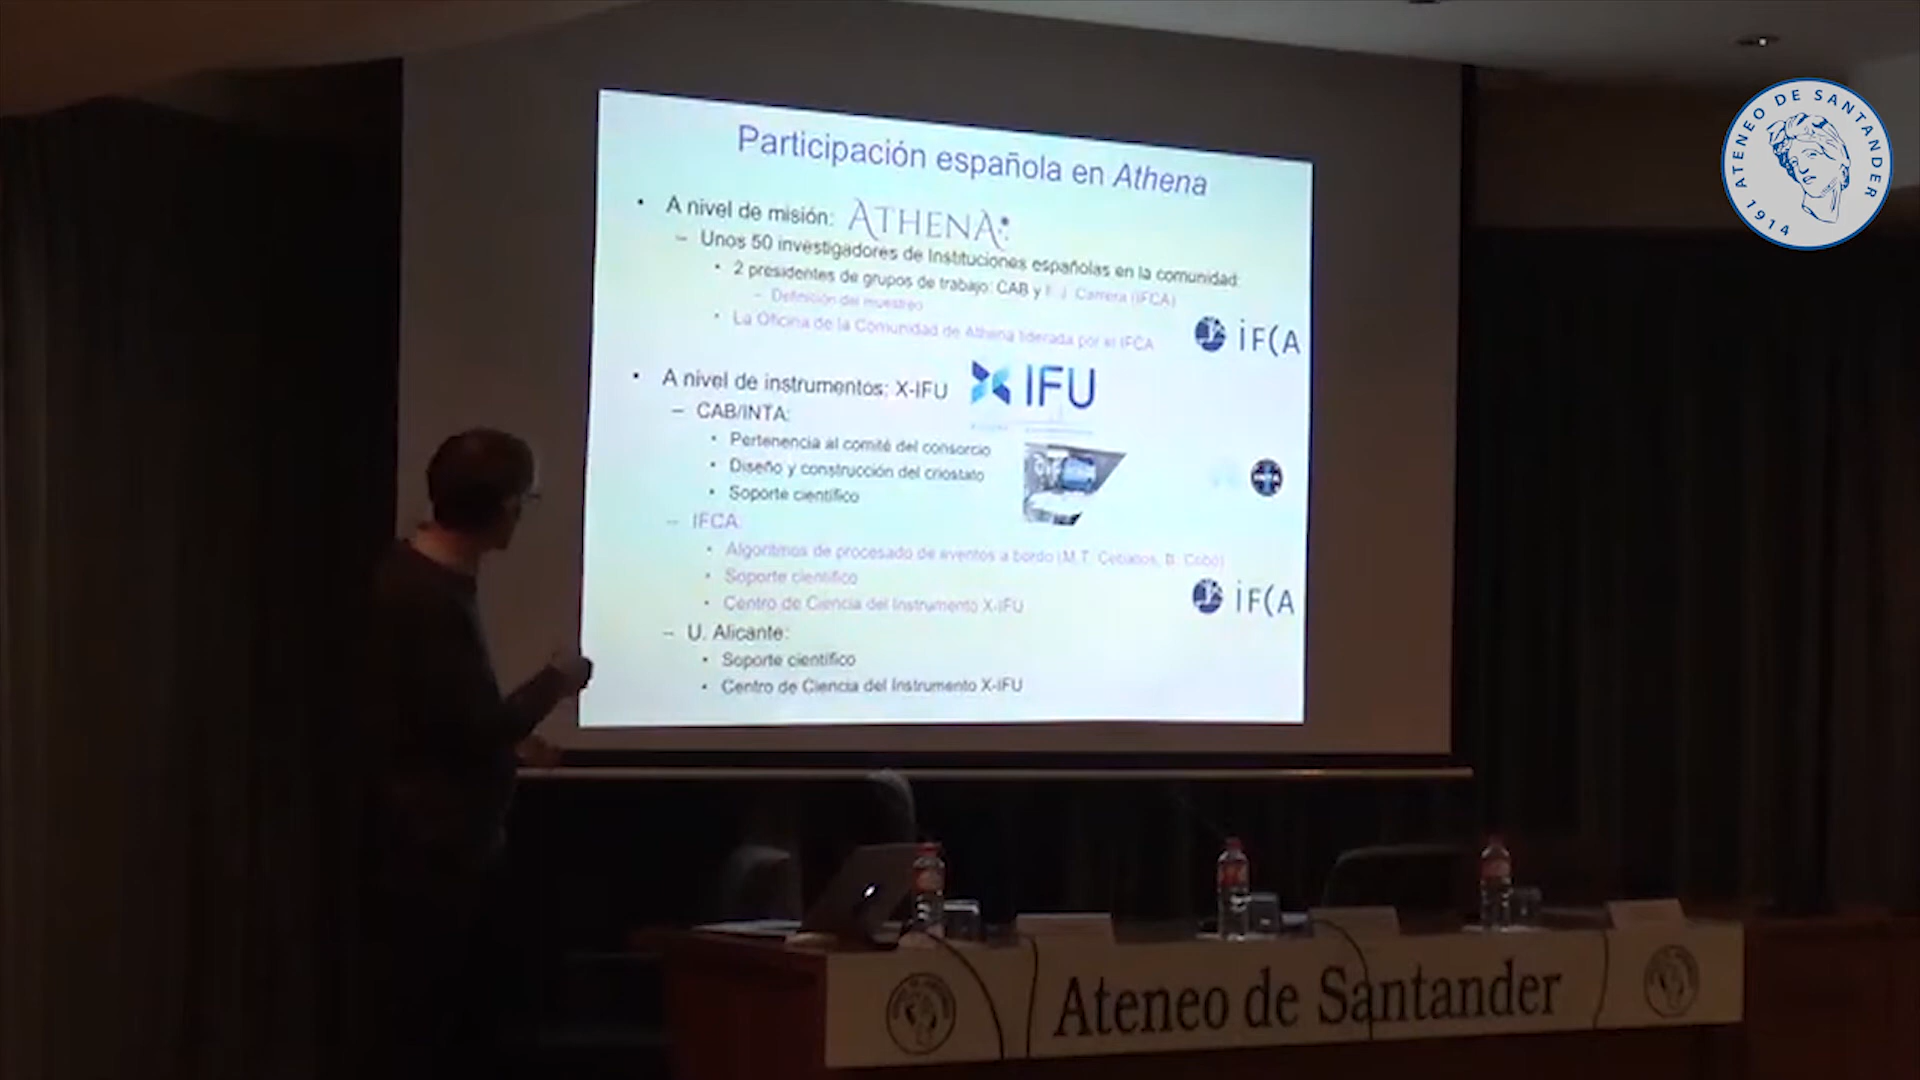 Participación española en Athena
• A nivel de misión: ATHENA
– Unos 50 investigadores de Instituciones españolas en la comunidad:
• 2 presidentes de grupos de trabajo: CAB y F. J. Carrera (IFCA)
– Definición del muestreo
• La Oficina de la Comunidad de Athena liderada por el IFCA
iFCA
• A nivel de instrumentos: X-IFU
X IFU
– CAB/INTA:
• Pertenencia al comité del consorcio
• Diseño y construcción del criostato
• Soporte científico
INTA
– IFCA:
• Algoritmos de procesado de eventos a bordo (M.T. Ceballos, B. Cobo)
• Soporte científico
• Centro de Ciencia del Instrumento X-IFU
iFCA
– U. Alicante:
• Soporte científico
• Centro de Ciencia del Instrumento X-IFU
ATENEO DE SANTANDER
1914
Ateneo de Santander